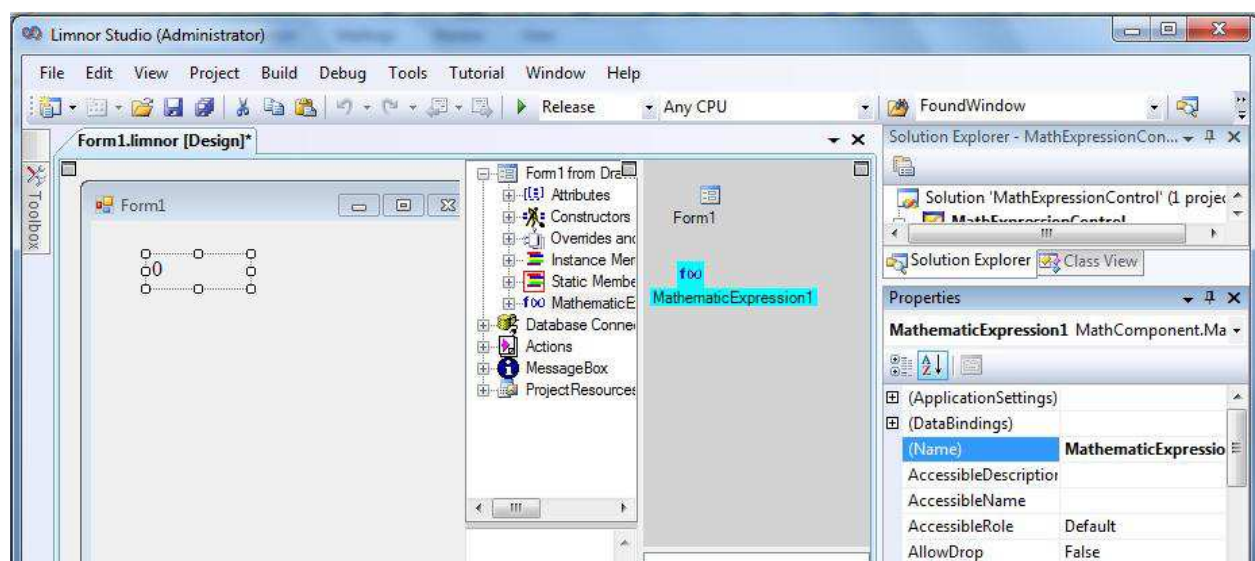 Limnor Studio (Administrator)
File Edit View Project Build Debug Tools Tutorial Window Help
Release Any CPU FoundWindow
Form1.limnor [Design]*
Toolbox
Form1
0
Form1 from Dra
Attributes
Constructors
Overrides and
Instance Mer
Static Membe
f(x) MathematicE
Database Conne
Actions
MessageBox
ProjectResources
Form1
f(x)
MathematicExpression1
Solution Explorer - MathExpressionCon...
Solution 'MathExpressionControl' (1 projec
MathExpressionControl
Solution Explorer Class View
Properties
MathematicExpression1 MathComponent.Ma
(ApplicationSettings)
(DataBindings)
(Name) MathematicExpressio
AccessibleDescription
AccessibleName
AccessibleRole Default
AllowDrop False